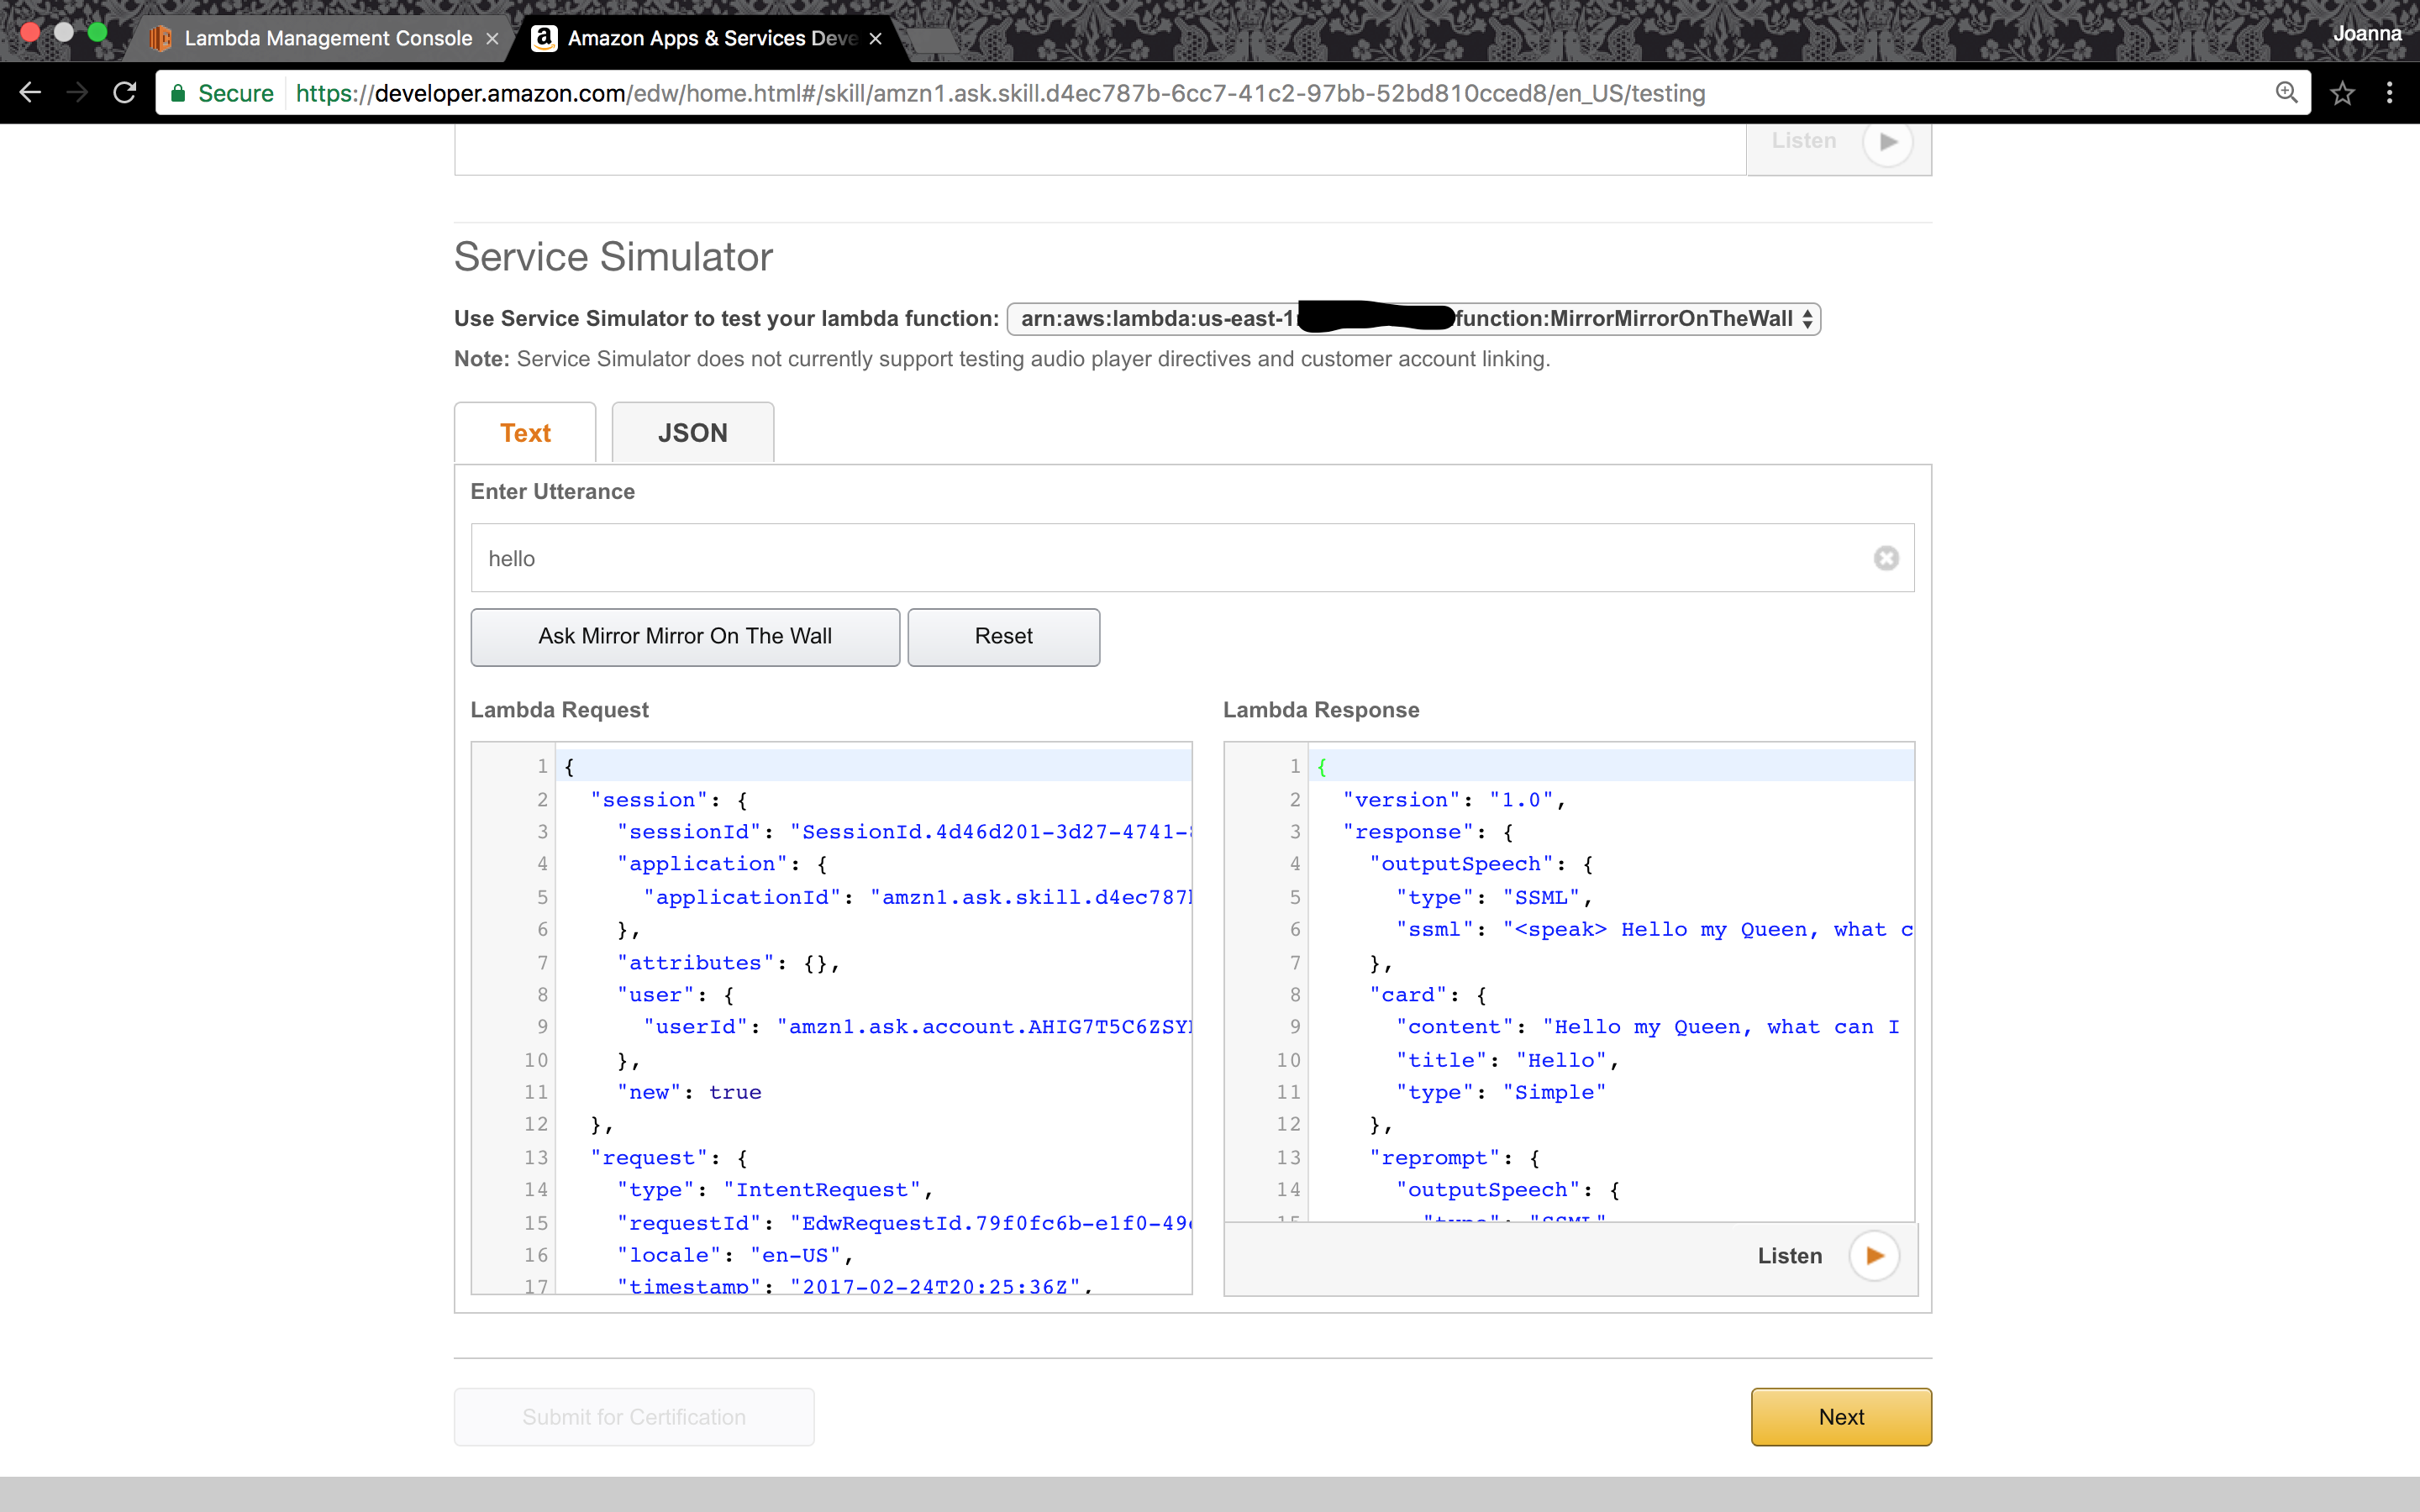 Lambda Management Console
Amazon Apps & Services Deve
Joanna
Secure https://developer.amazon.com/edw/home.html#/skill/amzn1.ask.skill.d4ec787b-6cc7-41c2-97bb-52bd810cced8/en_US/testing
Listen
Service Simulator
Use Service Simulator to test your lambda function: arn:aws:lambda:us-east-1 function:MirrorMirrorOnTheWall
Note: Service Simulator does not currently support testing audio player directives and customer account linking.
Text JSON
Enter Utterance
hello
Ask Mirror Mirror On The Wall Reset
Lambda Request
1 {
2 "session": {
3 "sessionId": "SessionId.4d46d201-3d27-4741-
4 "application": {
5 "applicationId": "amzn1.ask.skill.d4ec787
6 },
7 "attributes": {},
8 "user": {
9 "userId": "amzn1.ask.account.AHIG7T5C6ZSY
10 },
11 "new": true
12 },
13 "request": {
14 "type": "IntentRequest",
15 "requestId": "EdwRequestId.79f0fc6b-e1f0-49
16 "locale": "en-US",
17 "timestamp": "2017-02-24T20:25:36Z",
Lambda Response
1 {
2 "version": "1.0",
3 "response": {
4 "outputSpeech": {
5 "type": "SSML",
6 "ssml": "<speak> Hello my Queen, what c
7 },
8 "card": {
9 "content": "Hello my Queen, what can I
10 "title": "Hello",
11 "type": "Simple"
12 },
13 "reprompt": {
14 "outputSpeech": {
15 "type": "SSML"
Listen
Submit for Certification
Next